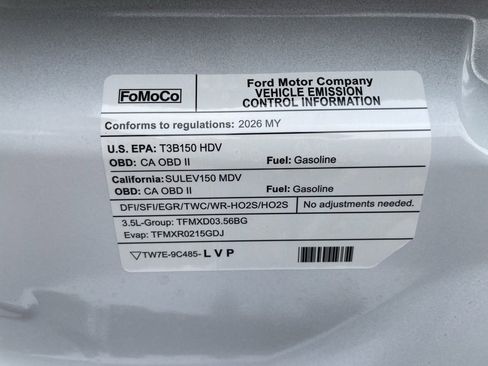 FoMoCo
Ford Motor Company
VEHICLE EMISSION
CONTROL INFORMATION
Conforms to regulations: 2026 MY
U.S. EPA: T3B150 HDV
OBD: CA OBD II Fuel: Gasoline
California:SULEV150 MDV
OBD: CA OBD II Fuel: Gasoline
DFI/SFI/EGR/TWC/WR-HO2S/HO2S No adjustments needed.
3.5L-Group: TFMXD03.56BG
Evap: TFMXR0215GDJ
TW7E-9C485- L V P